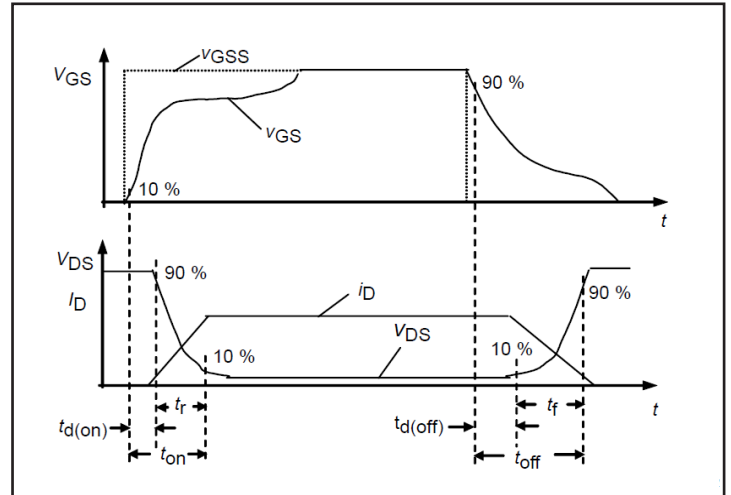 vGSS
VGS
90 %
vGS
10 %
t
VDS
90 %
iD
ID
90 %
VDS
10 %
10 %
tr
tf
t
td(on)
td(off)
ton
toff